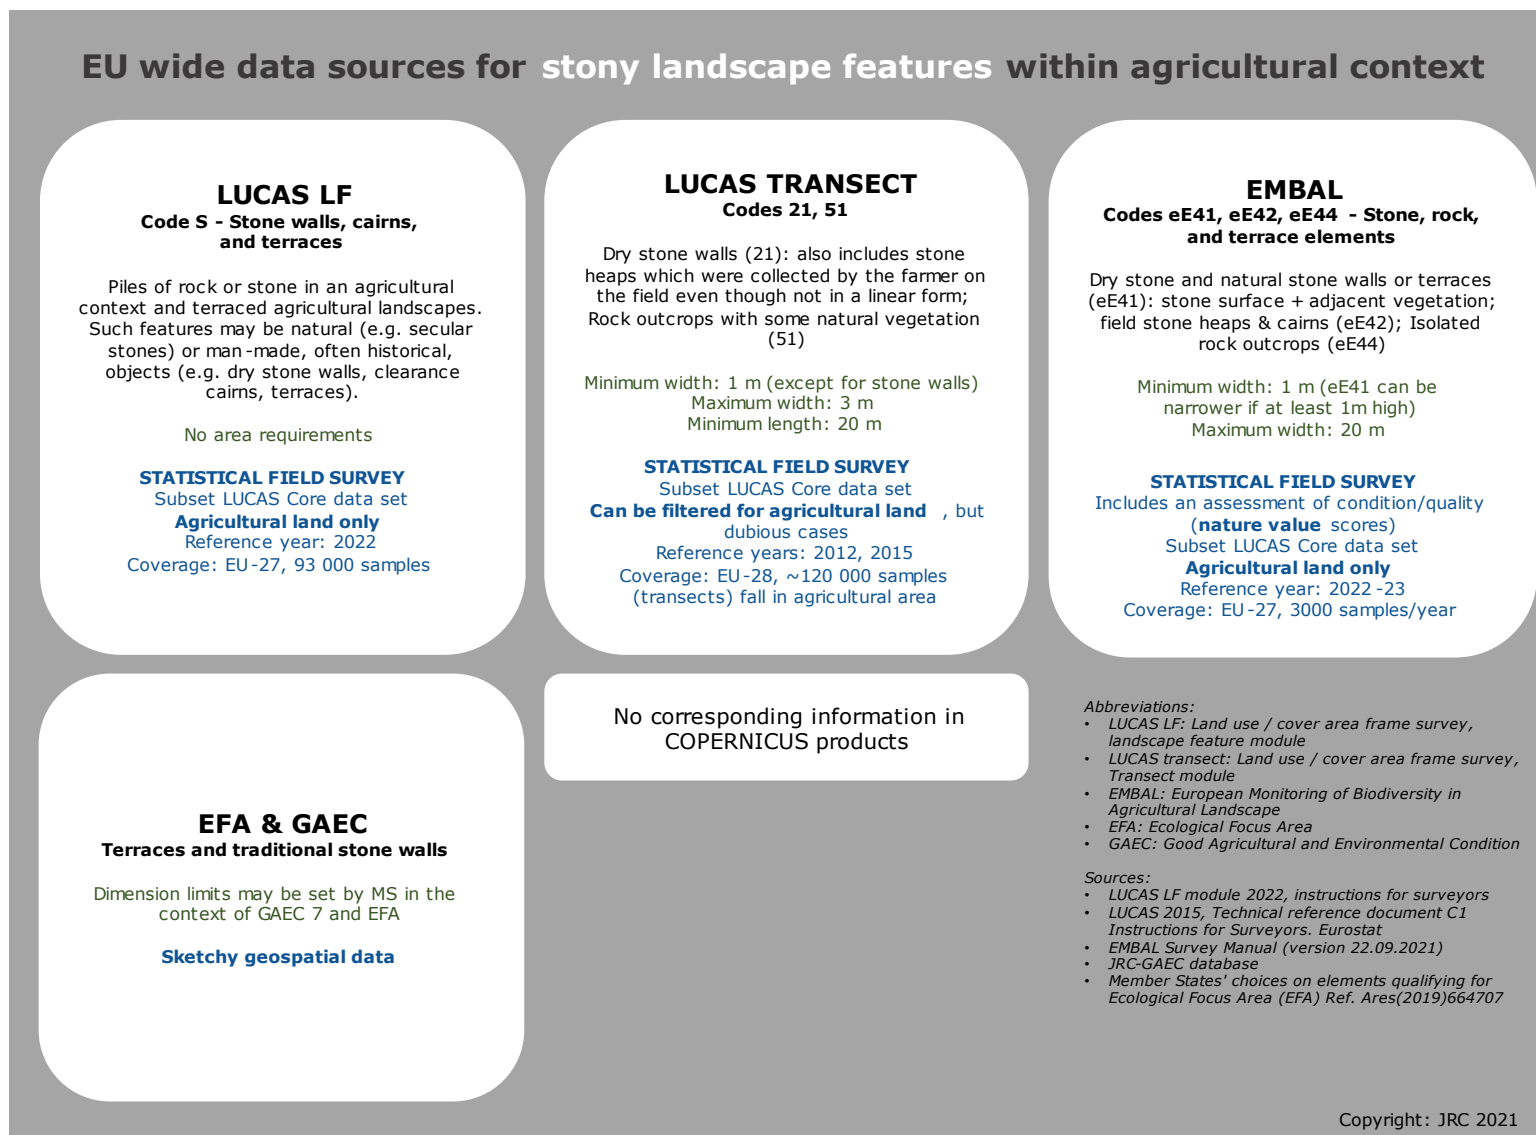 EU wide data sources for stony landscape features within agricultural context
LUCAS LF
Code S - Stone walls, cairns,
and terraces
Piles of rock or stone in an agricultural
context and terraced agricultural landscapes.
Such features may be natural (e.g. secular
stones) or man-made, often historical,
objects (e.g. dry stone walls, clearance
cairns, terraces).
No area requirements
STATISTICAL FIELD SURVEY
Subset LUCAS Core data set
Agricultural land only
Reference year: 2022
Coverage: EU-27, 93 000 samples
LUCAS TRANSECT
Codes 21, 51
Dry stone walls (21): also includes stone
heaps which were collected by the farmer on
the field even though not in a linear form;
Rock outcrops with some natural vegetation
(51)
Minimum width: 1 m (except for stone walls)
Maximum width: 3 m
Minimum length: 20 m
STATISTICAL FIELD SURVEY
Subset LUCAS Core data set
Can be filtered for agricultural land , but
dubious cases
Reference years: 2012, 2015
Coverage: EU-28, ~120 000 samples
(transects) fall in agricultural area
EMBAL
Codes eE41, eE42, eE44 - Stone, rock,
and terrace elements
Dry stone and natural stone walls or terraces
(eE41): stone surface + adjacent vegetation;
field stone heaps & cairns (eE42); Isolated
rock outcrops (eE44)
Minimum width: 1 m (eE41 can be
narrower if at least 1m high)
Maximum width: 20 m
STATISTICAL FIELD SURVEY
Includes an assessment of condition/quality
(nature value scores)
Subset LUCAS Core data set
Agricultural land only
Reference year: 2022-23
Coverage: EU-27, 3000 samples/year
EFA & GAEC
Terraces and traditional stone walls
Dimension limits may be set by MS in the
context of GAEC 7 and EFA
Sketchy geospatial data
No corresponding information in
COPERNICUS products
Abbreviations:
• LUCAS LF: Land use / cover area frame survey,
landscape feature module
• LUCAS transect: Land use / cover area frame survey,
Transect module
• EMBAL: European Monitoring of Biodiversity in
Agricultural Landscape
• EFA: Ecological Focus Area
• GAEC: Good Agricultural and Environmental Condition
Sources:
• LUCAS LF module 2022, instructions for surveyors
• LUCAS 2015, Technical reference document C1
Instructions for Surveyors. Eurostat
• EMBAL Survey Manual (version 22.09.2021)
• JRC-GAEC database
• Member States' choices on elements qualifying for
Ecological Focus Area (EFA) Ref. Ares(2019)664707
Copyright: JRC 2021